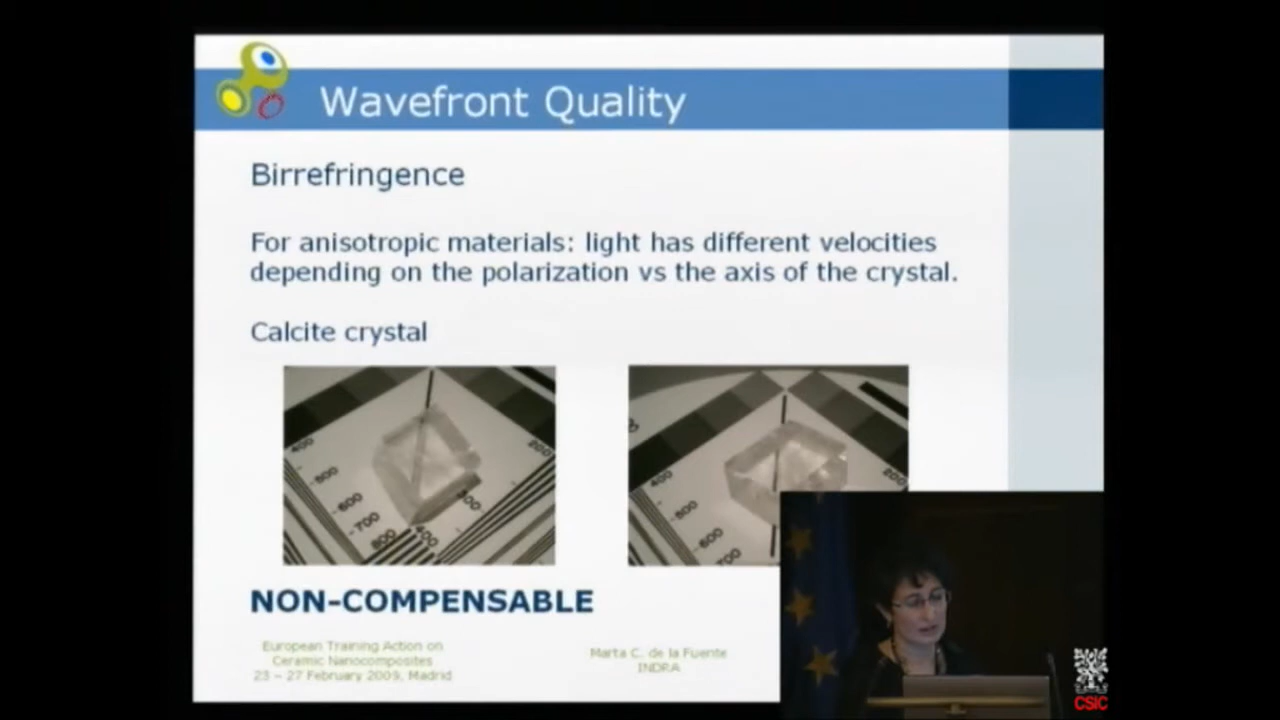 Wavefront Quality
Birrefringence
For anisotropic materials: light has different velocities
depending on the polarization vs the axis of the crystal.
Calcite crystal
400
200
500
600
700
800
400
400
200
500
600
700
NON-COMPENSABLE
European Training Action on
Ceramic Nanocomposites
23 – 27 February 2009, Madrid
Marta C. de la Fuente
INDRA
CSIC